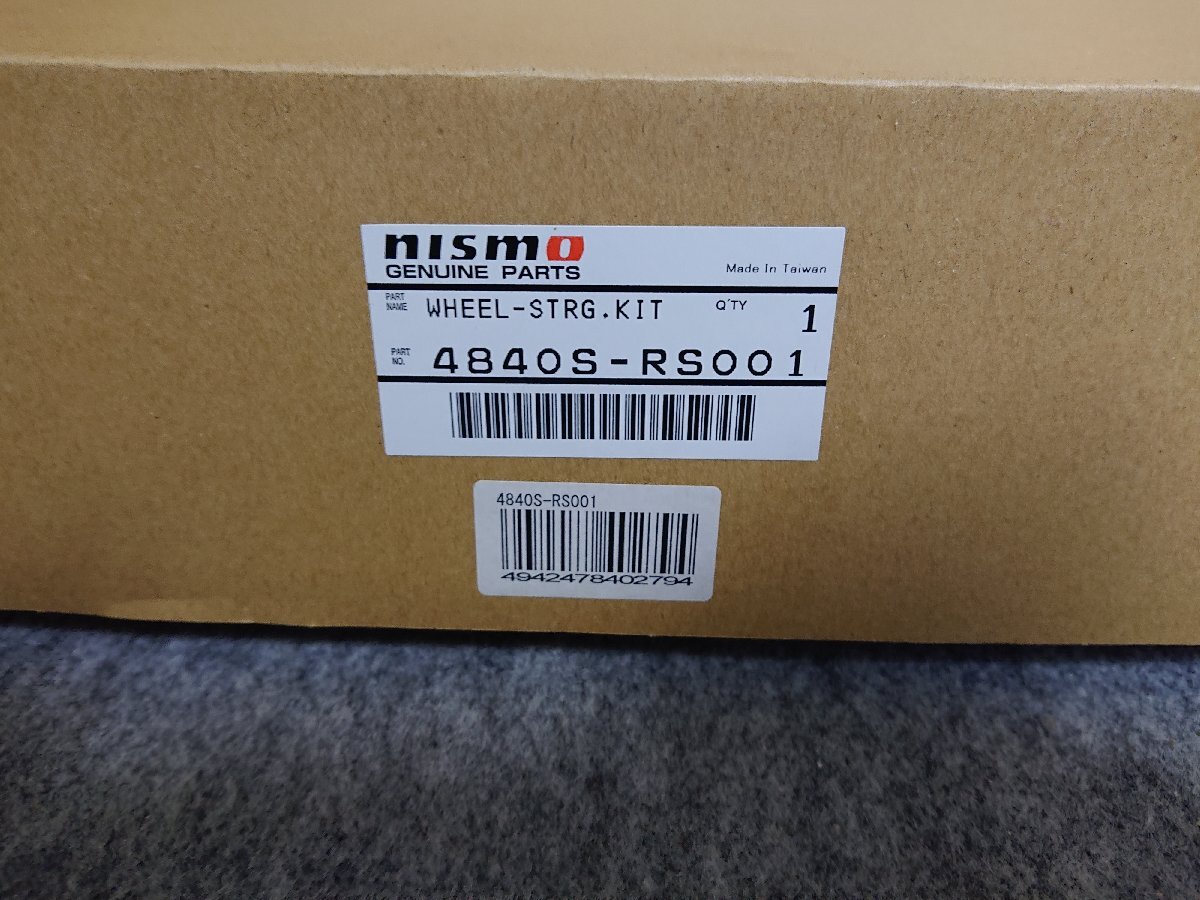 nismo
GENUINE PARTS
Made In Taiwan
PART NAME WHEEL-STRG.KIT Q'TY 1
PART NO. 4840S-RS001
4840S-RS001
4942478402794